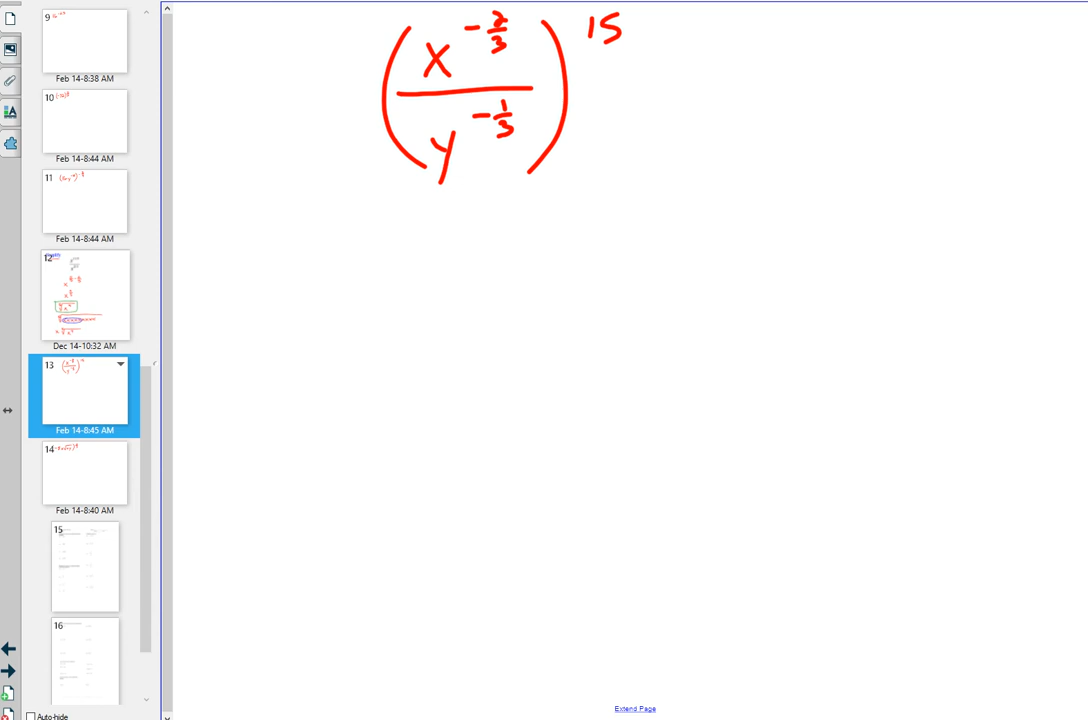 9
Feb 14-8:38 AM
10
Feb 14-8:44 AM
11
Feb 14-8:44 AM
12
Dec 14-10:32 AM
13
Feb 14-8:45 AM
14
Feb 14-8:40 AM
15
16
Auto-hide
(x^(-2/3) / y^(-1/3))^15
Extend Page